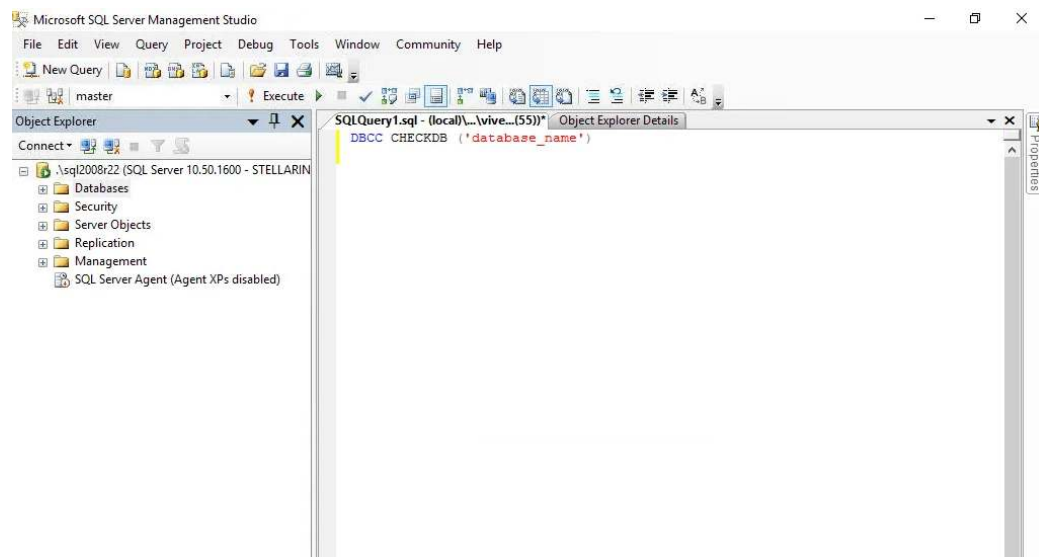 Microsoft SQL Server Management Studio
File Edit View Query Project Debug Tools Window Community Help
New Query
master Execute
Object Explorer
SQLQuery1.sql - (local)\...\vive...(55))* Object Explorer Details
Connect
.\sql2008r22 (SQL Server 10.50.1600 - STELLARIN
Databases
Security
Server Objects
Replication
Management
SQL Server Agent (Agent XPs disabled)
DBCC CHECKDB ('database_name')
Properties